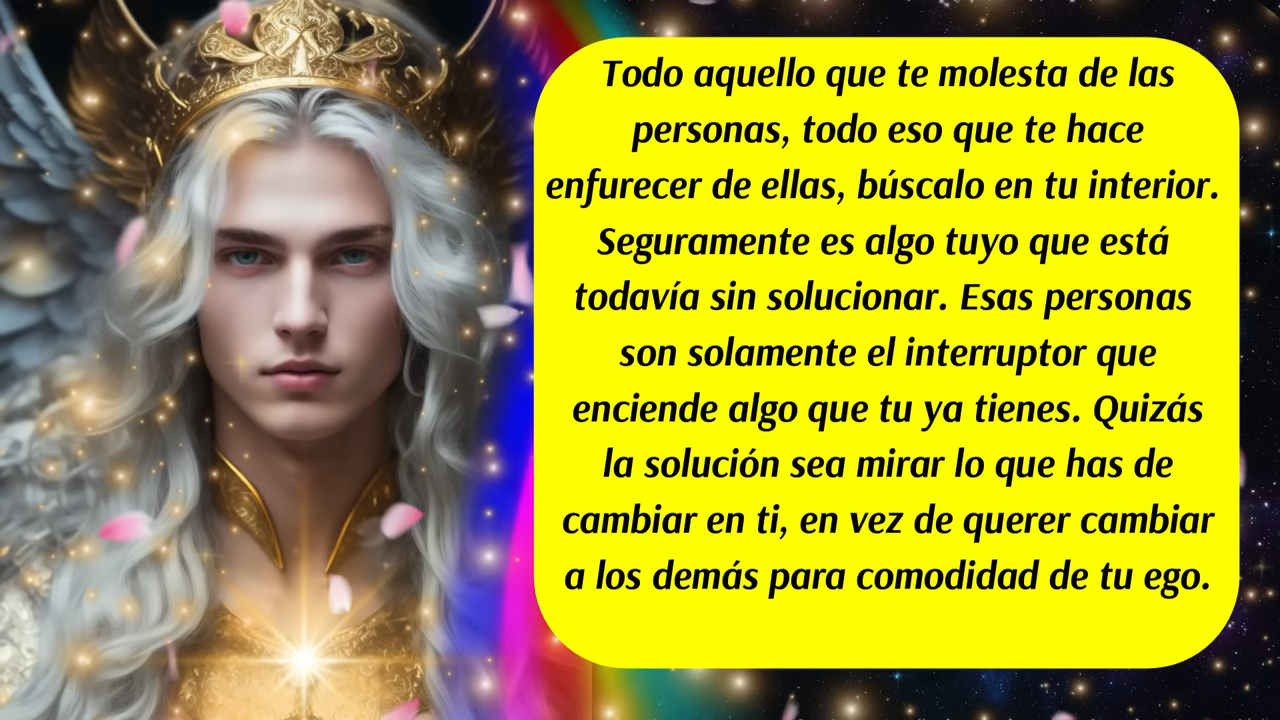 Todo aquello que te molesta de las
personas, todo eso que te hace
enfurecer de ellas, búscalo en tu interior.
Seguramente es algo tuyo que está
todavía sin solucionar. Esas personas
son solamente el interruptor que
enciende algo que tu ya tienes. Quizás
la solución sea mirar lo que has de
cambiar en ti, en vez de querer cambiar
a los demás para comodidad de tu ego.